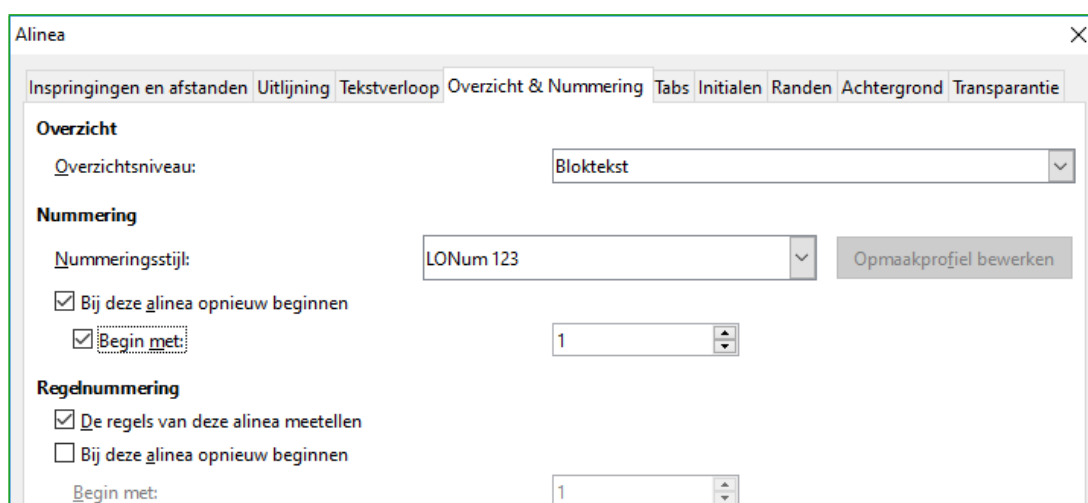 Alinea
Inspringingen en afstanden Uitlijning Tekstverloop Overzicht & Nummering Tabs Initialen Randen Achtergrond Transparantie
Overzicht
Overzichtsniveau: Bloktekst
Nummering
Nummeringsstijl: LONum 123 Opmaakprofiel bewerken
Bij deze alinea opnieuw beginnen
Begin met: 1
Regelnummering
De regels van deze alinea meetellen
Bij deze alinea opnieuw beginnen
Begin met: 1